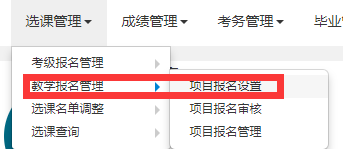 选课管理 成绩管理 考务管理 毕业
考级报名管理
教学报名管理
选课名单调整
选课查询
项目报名设置
项目报名审核
项目报名管理